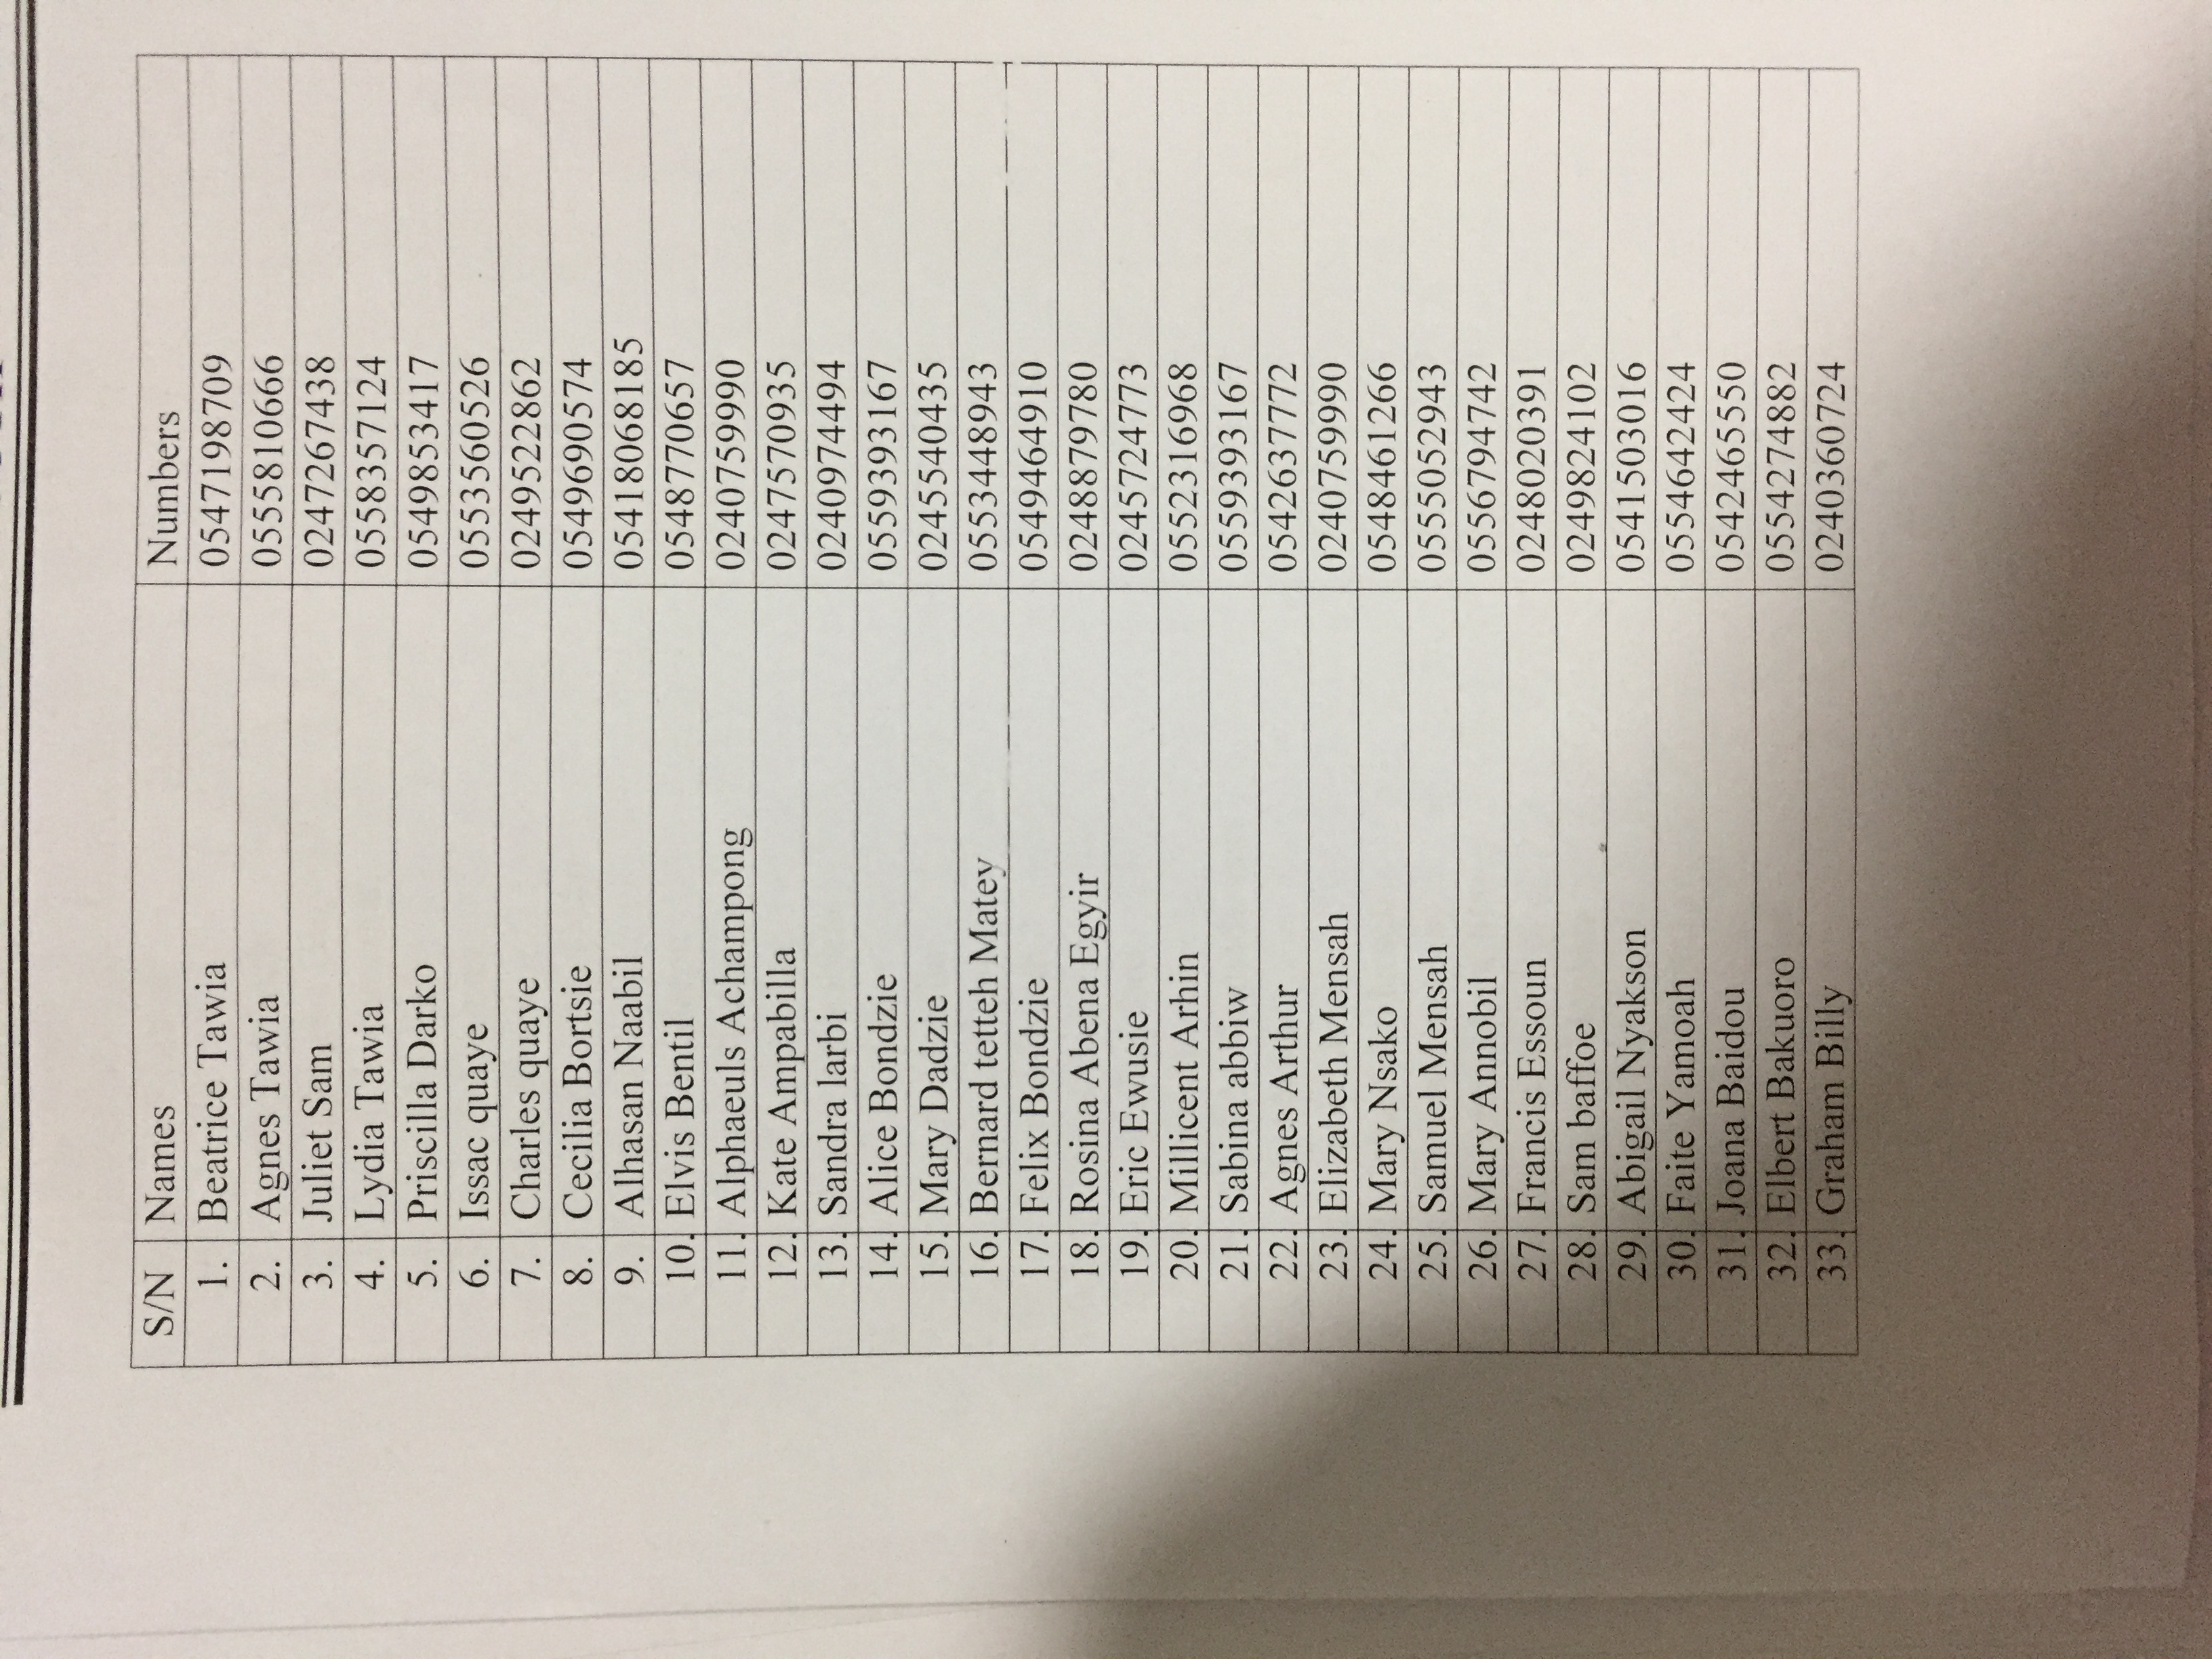 S/N Names Numbers
1. Beatrice Tawia 0547198709
2. Agnes Tawia 0555810666
3. Juliet Sam 0247267438
4. Lydia Tawia 0558357124
5. Priscilla Darko 0549853417
6. Issac quaye 0553560526
7. Charles quaye 0249522862
8. Cecilia Bortsie 0549690574
9. Alhasan Naabil 05418068185
10. Elvis Bentil 0548770657
11. Alphaeuls Achampong 0240759990
12. Kate Ampabilla 0247570935
13. Sandra larbi 0240974494
14. Alice Bondzie 0559393167
15. Mary Dadzie 0245540435
16. Bernard tetteh Matey 0553448943
17. Felix Bondzie 0549464910
18. Rosina Abena Egyir 0248879780
19. Eric Ewusie 0245724773
20. Millicent Arhin 0552316968
21. Sabina abbiw 0559393167
22. Agnes Arthur 0542637772
23. Elizabeth Mensah 0240759990
24. Mary Nsako 0548461266
25. Samuel Mensah 0555052943
26. Mary Annobil 0556794742
27. Francis Essoun 0248020391
28. Sam baffoe 0249824102
29. Abigail Nyakson 0541503016
30. Faite Yamoah 0554642424
31. Joana Baidou 0542465550
32. Elbert Bakuoro 0554274882
33. Graham Billy 0240360724